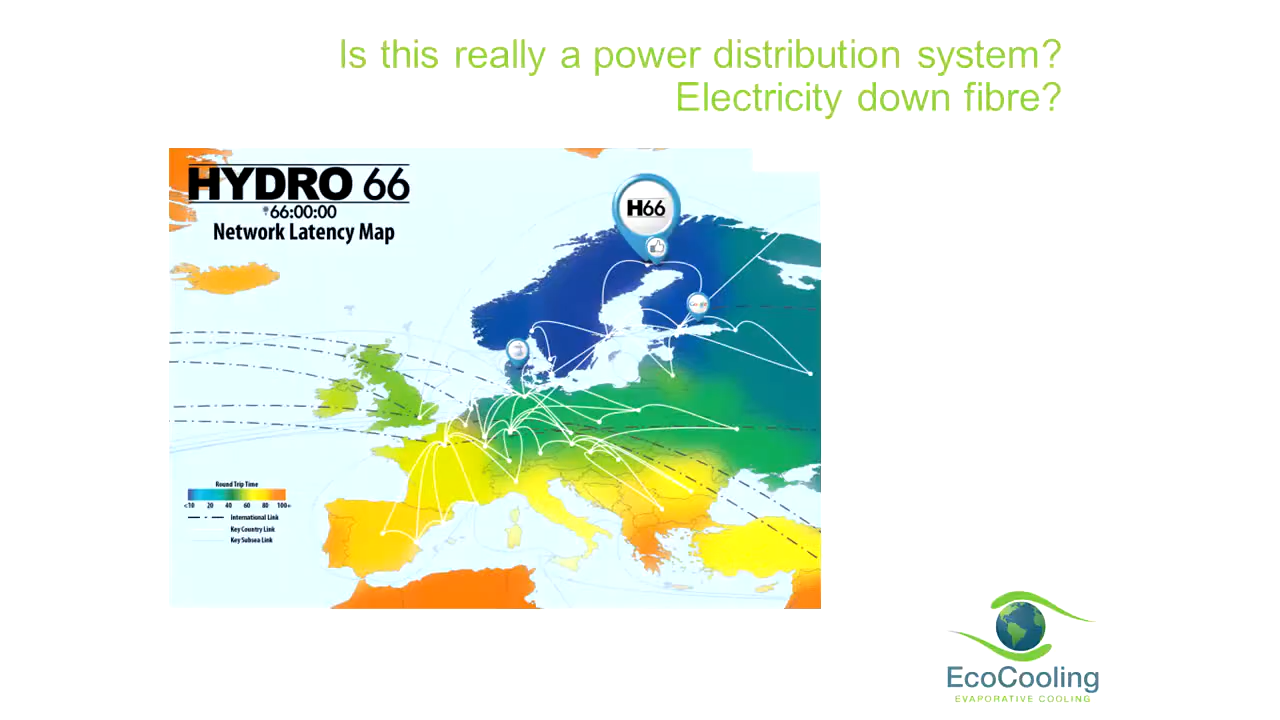 Is this really a power distribution system?
Electricity down fibre?
HYDRO 66
66:00:00
Network Latency Map
H66
Google
Round Trip Time
<10 20 40 60 80 100+
International Link
Key Country Link
Key Subsea Link
EcoCooling
EVAPORATIVE COOLING